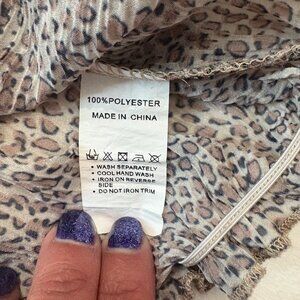 100%POLYESTER
MADE IN CHINA
• WASH SEPARATELY
• COOL HAND WASH
• IRON ON REVERSE
SIDE
• DO NOT IRON TRIM